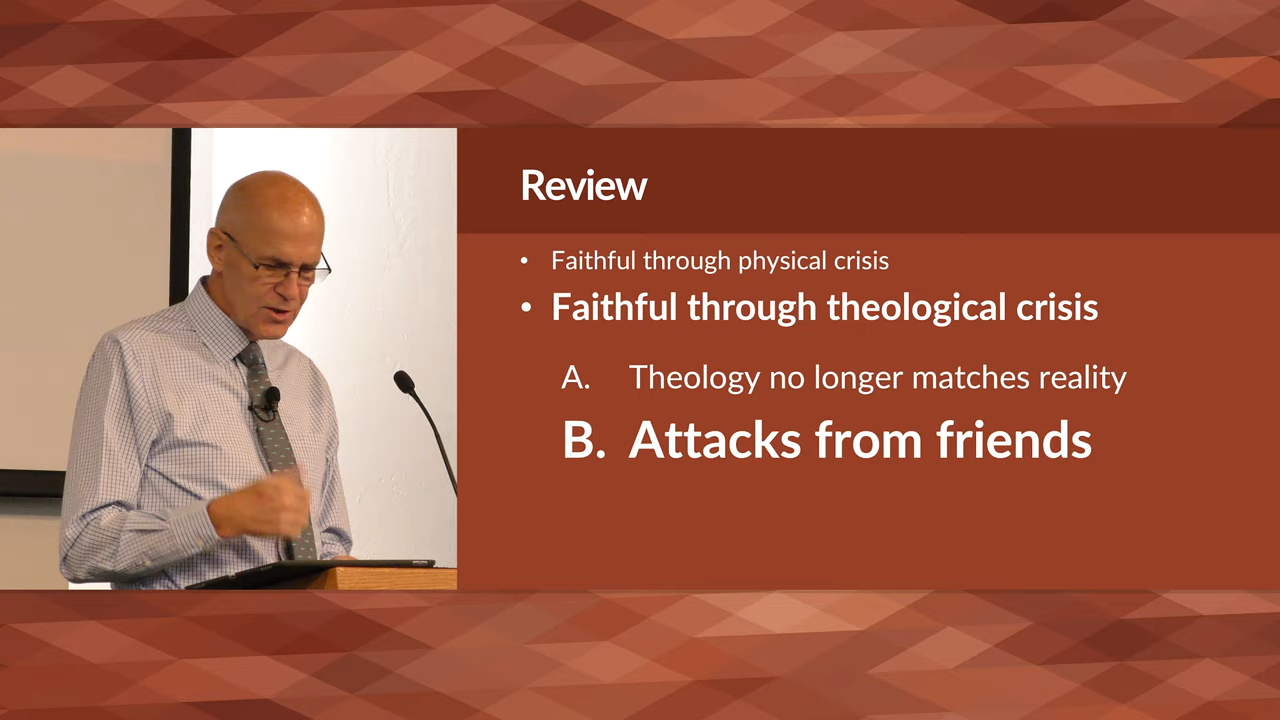 Review
• Faithful through physical crisis
• Faithful through theological crisis
A. Theology no longer matches reality
B. Attacks from friends